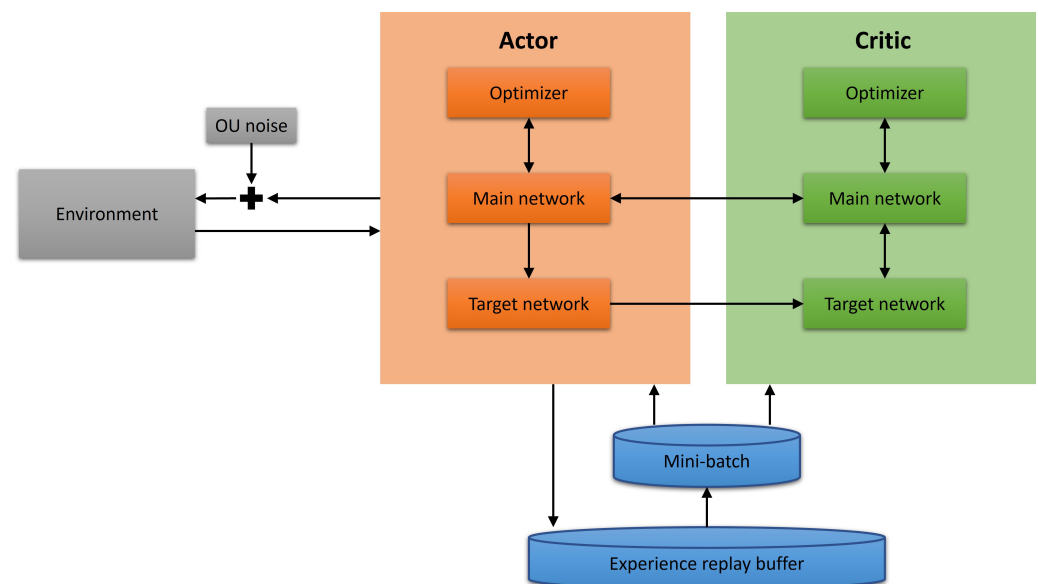 Actor
Critic
Optimizer
Optimizer
OU noise
Main network
Main network
Environment
Target network
Target network
Mini-batch
Experience replay buffer